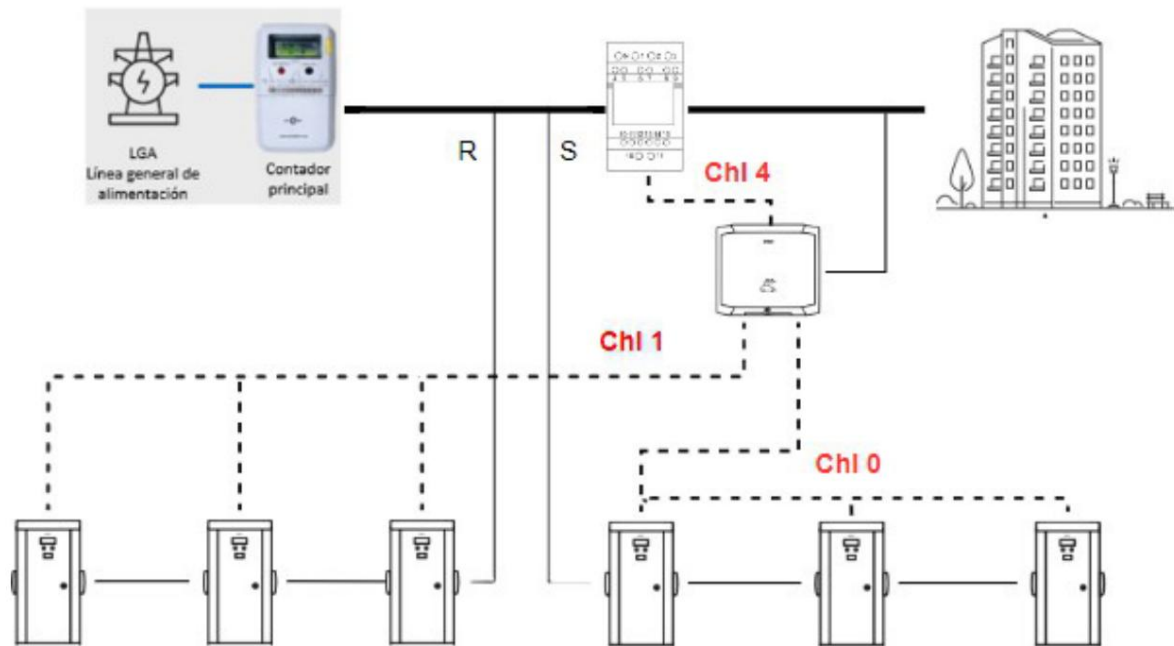 LGA
Línea general de
alimentación
Contador
principal
R
S
Chl 4
Chl 1
Chl 0